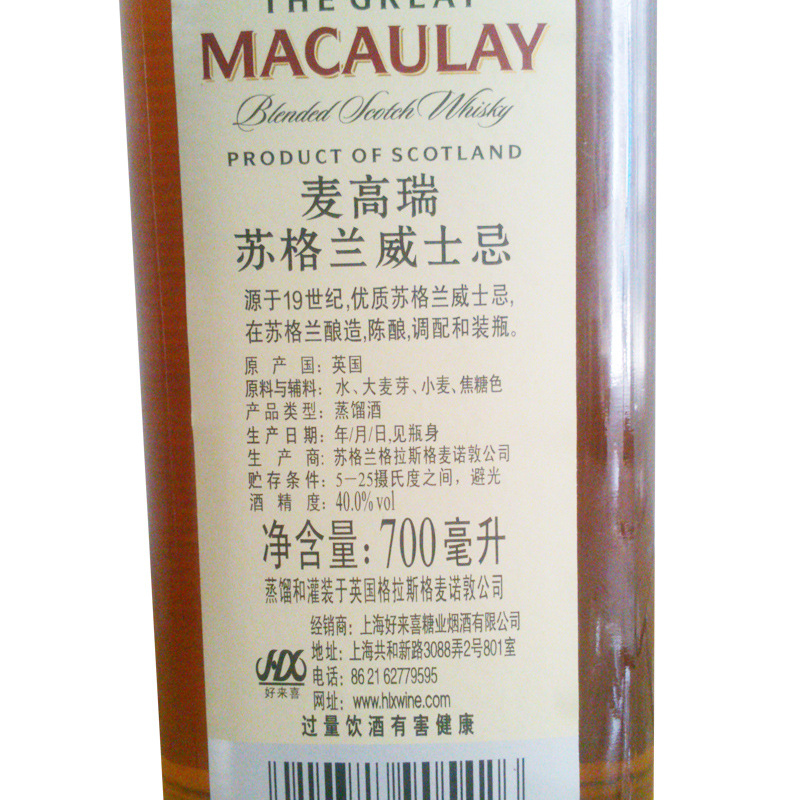 THE GREAT
MACAULAY
Blended Scotch Whisky
PRODUCT OF SCOTLAND
麦高瑞
苏格兰威士忌
源于19世纪,优质苏格兰威士忌,
在苏格兰酿造,陈酿,调配和装瓶。
原产国:英国
原料与辅料:水、大麦芽、小麦、焦糖色
产品类型:蒸馏酒
生产日期:年/月/日,见瓶身
生产商:苏格兰格拉斯格麦诺敦公司
贮存条件:5-25摄氏度之间,避光
酒精度:40.0%vol
净含量:700毫升
蒸馏和灌装于英国格拉斯格麦诺敦公司
经销商:上海好来喜糖业烟酒有限公司
地址:上海共和新路3088弄2号801室
电话:86 21 62779595
网址:www.hlxwine.com
HLX
好来喜
过量饮酒有害健康